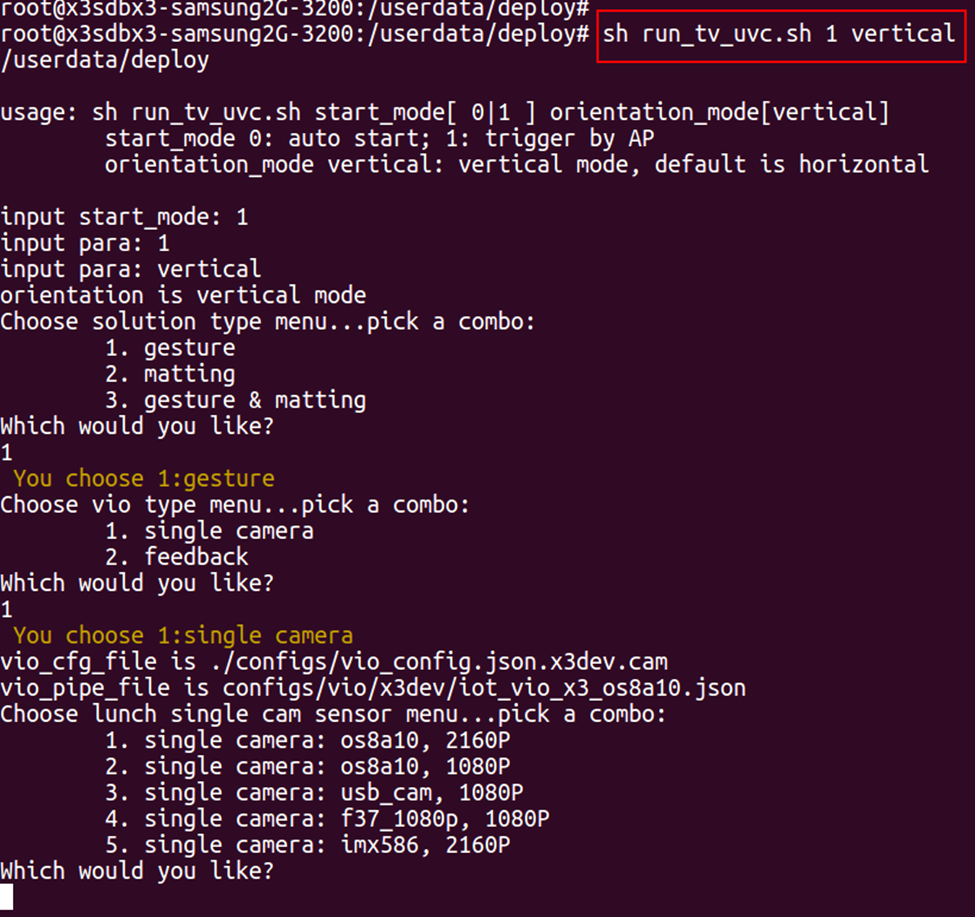 root@x3sdbx3-samsung2G-3200:/userdata/deploy#
root@x3sdbx3-samsung2G-3200:/userdata/deploy# sh run_tv_uvc.sh 1 vertical
/userdata/deploy
usage: sh run_tv_uvc.sh start_mode[ 0|1 ] orientation_mode[vertical]
start_mode 0: auto start; 1: trigger by AP
orientation_mode vertical: vertical mode, default is horizontal
input start_mode: 1
input para: 1
input para: vertical
orientation is vertical mode
Choose solution type menu...pick a combo:
1. gesture
2. matting
3. gesture & matting
Which would you like?
1
You choose 1:gesture
Choose vio type menu...pick a combo:
1. single camera
2. feedback
Which would you like?
1
You choose 1:single camera
vio_cfg_file is ./configs/vio_config.json.x3dev.cam
vio_pipe_file is configs/vio/x3dev/iot_vio_x3_os8a10.json
Choose lunch single cam sensor menu...pick a combo:
1. single camera: os8a10, 2160P
2. single camera: os8a10, 1080P
3. single camera: usb_cam, 1080P
4. single camera: f37_1080p, 1080P
5. single camera: imx586, 2160P
Which would you like?